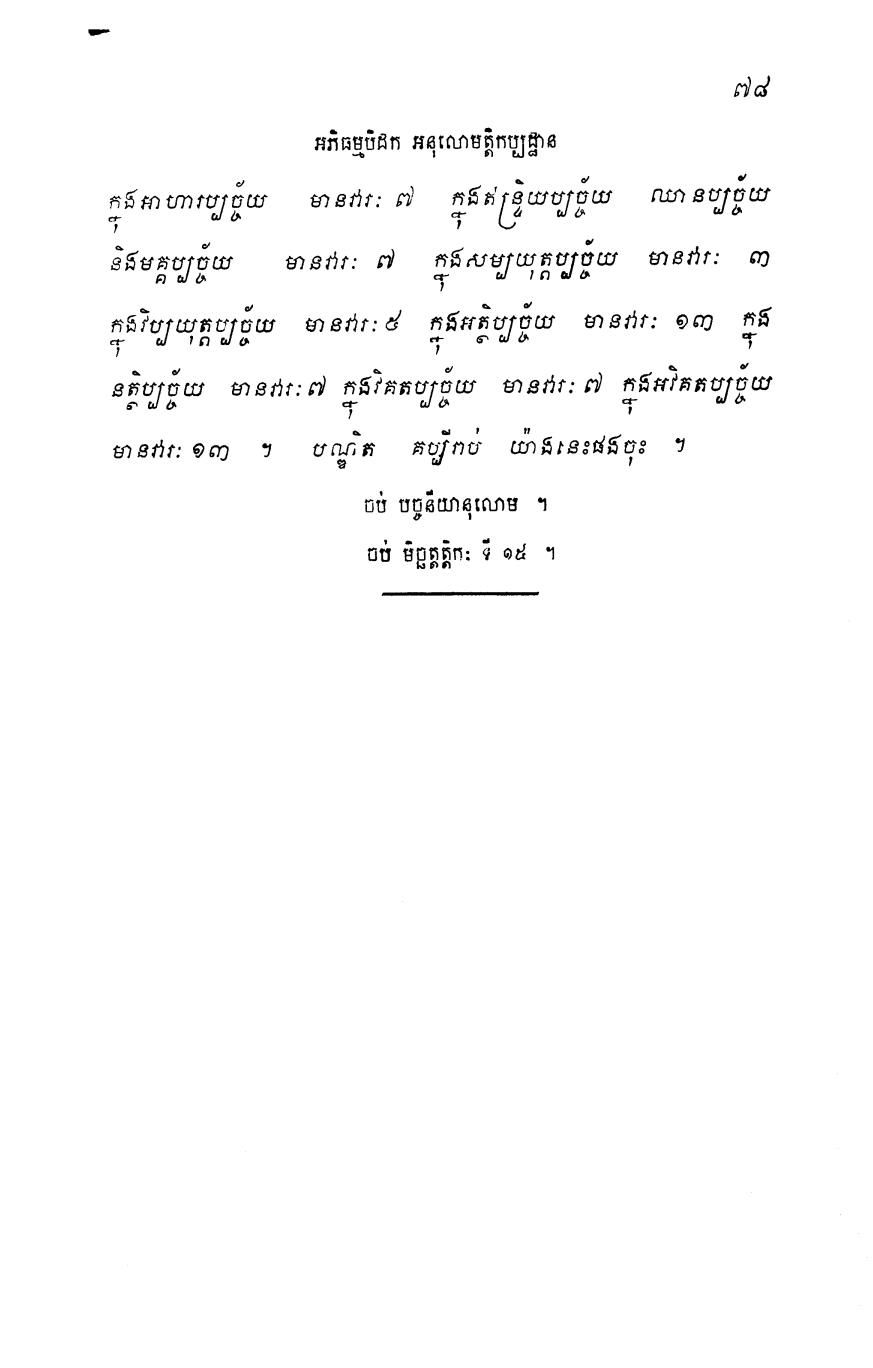 ៧៨
អភិធម្មបិដក អនុលោមត្តិកប្បដ្ឋាន
ក្នុងអាហារប្បច្ច័យ មានវារៈ ៧ ក្នុងឥន្ទ្រិយប្បច្ច័យ ឈានប្បច្ច័យ
និងមគ្គប្បច្ច័យ មានវារៈ ៧ ក្នុងសម្បយុត្តប្បច្ច័យ មានវារៈ ៣
ក្នុងវិប្បយុត្តប្បច្ច័យ មានវារៈ ៥ ក្នុងអត្ថិប្បច្ច័យ មានវារៈ ១៣ ក្នុង
នត្ថិប្បច្ច័យ មានវារៈ ៧ ក្នុងវិគតប្បច្ច័យ មានវារៈ ៧ ក្នុងអវិគតប្បច្ច័យ
មានវារៈ ១៣ ។ បណ្ឌិត គប្បីរាប់ យ៉ាងនេះផងចុះ ។
ចប់ បច្ចនីយានុលោម ។
ចប់ មិច្ឆត្តត្តិកៈ ទី ១៥ ។